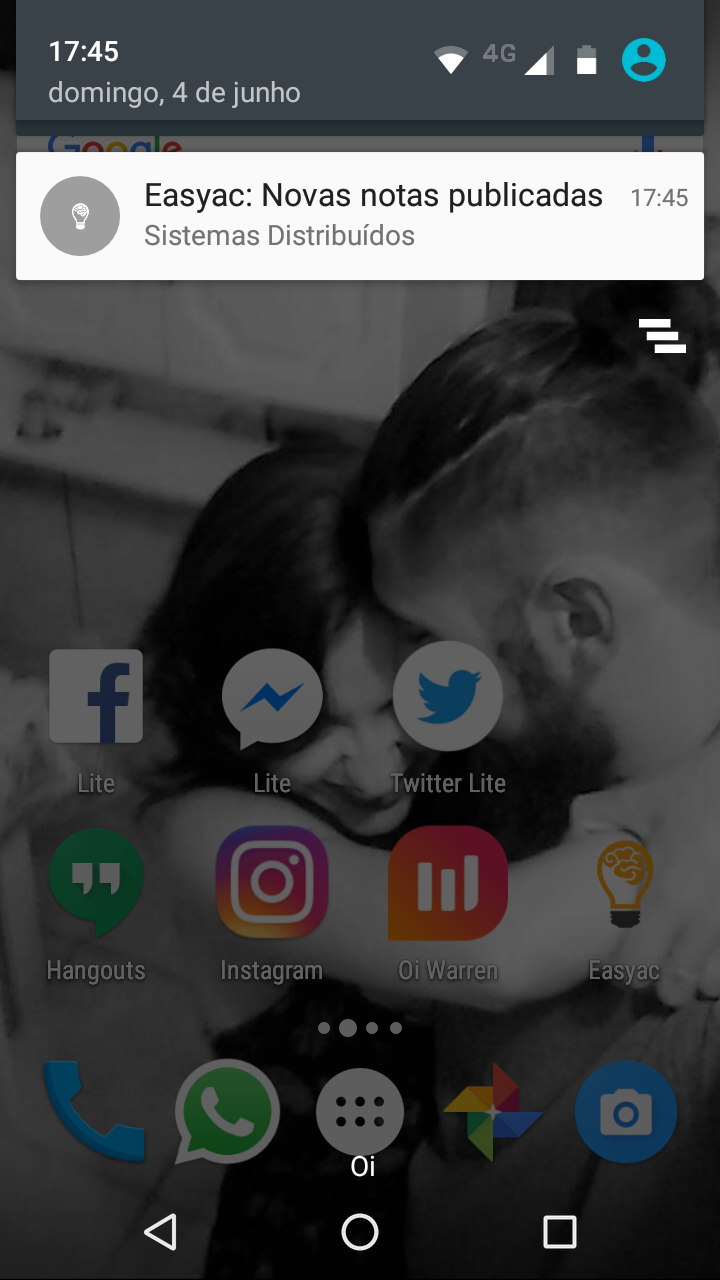 17:45
4G
domingo, 4 de junho
Google
Easyac: Novas notas publicadas 17:45
Sistemas Distribuídos
Lite Lite Twitter Lite
Hangouts Instagram Oi Warren Easyac
Oi